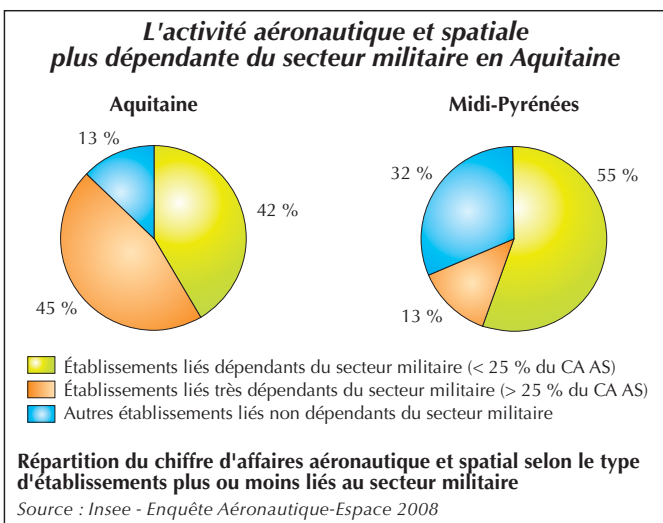 L'activité aéronautique et spatiale
plus dépendante du secteur militaire en Aquitaine
Aquitaine
13 %
42 %
45 %
Midi-Pyrénées
32 %
55 %
13 %
Établissements liés dépendants du secteur militaire (< 25 % du CA AS)
Établissements liés très dépendants du secteur militaire (> 25 % du CA AS)
Autres établissements liés non dépendants du secteur militaire
Répartition du chiffre d'affaires aéronautique et spatial selon le type
d'établissements plus ou moins liés au secteur militaire
Source : Insee - Enquête Aéronautique-Espace 2008